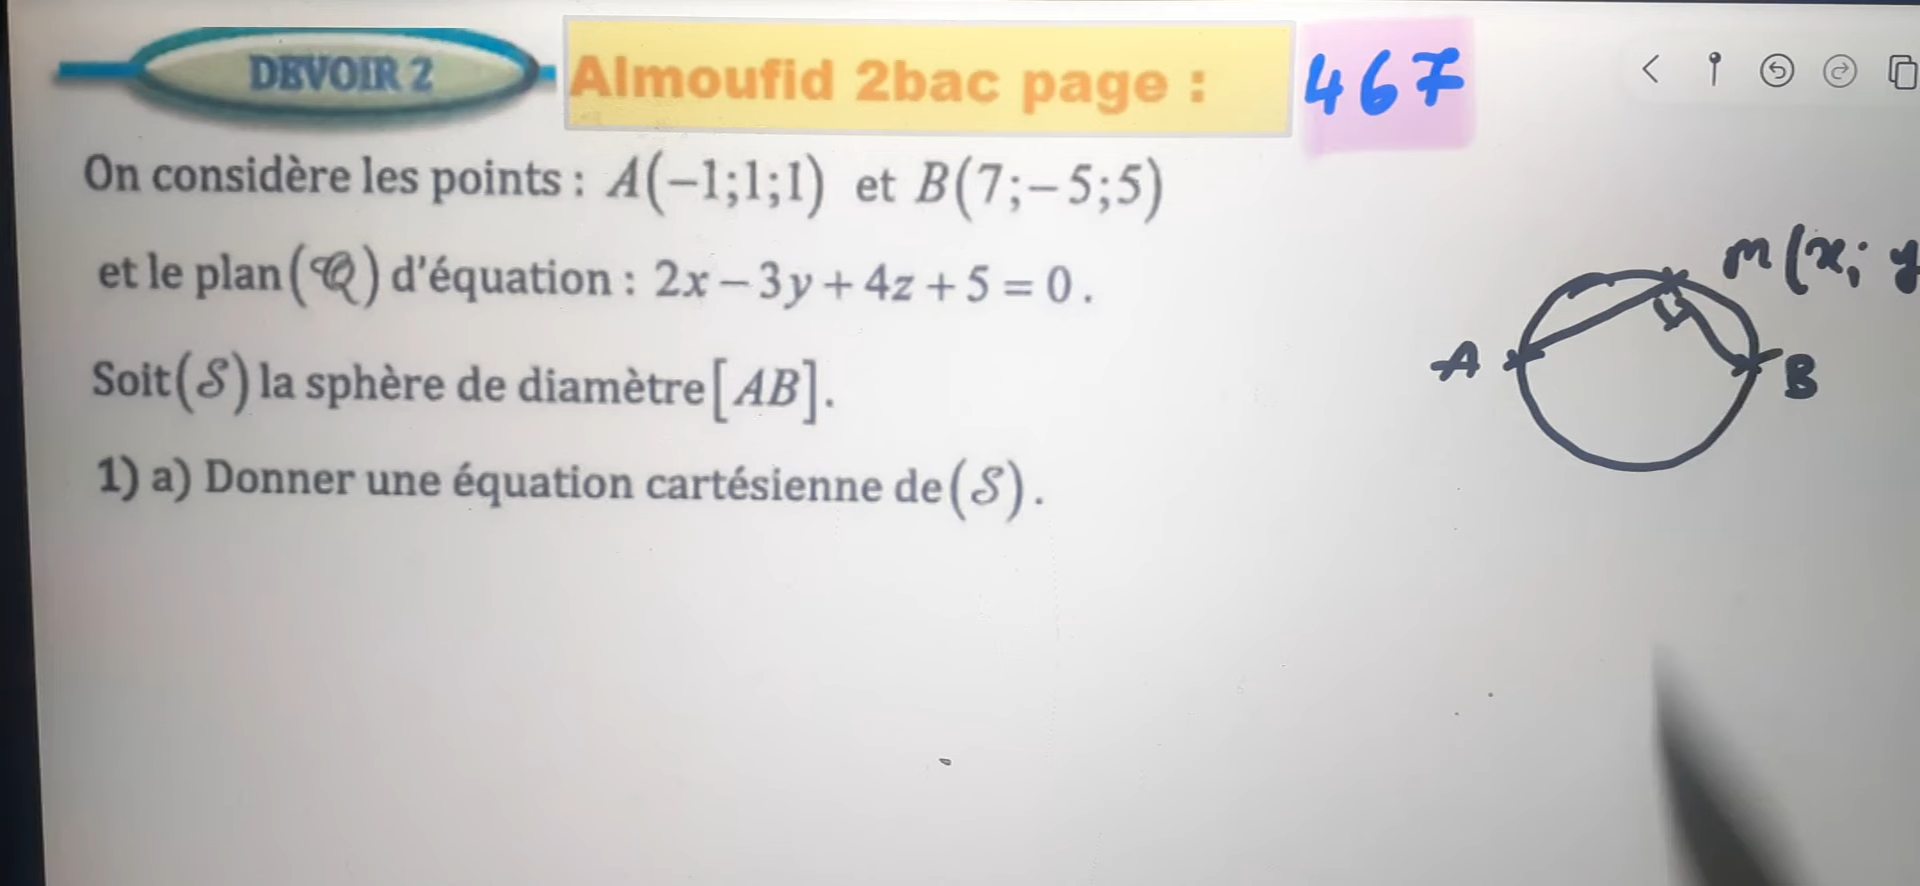 DEVOIR 2
Almoufid 2bac page : 467
On considère les points : A(−1;1;1) et B(7;−5;5)
et le plan (Q) d'équation : 2x − 3y + 4z + 5 = 0 .
Soit (S) la sphère de diamètre [AB].
1) a) Donner une équation cartésienne de (S) .
M(x; y
A
B